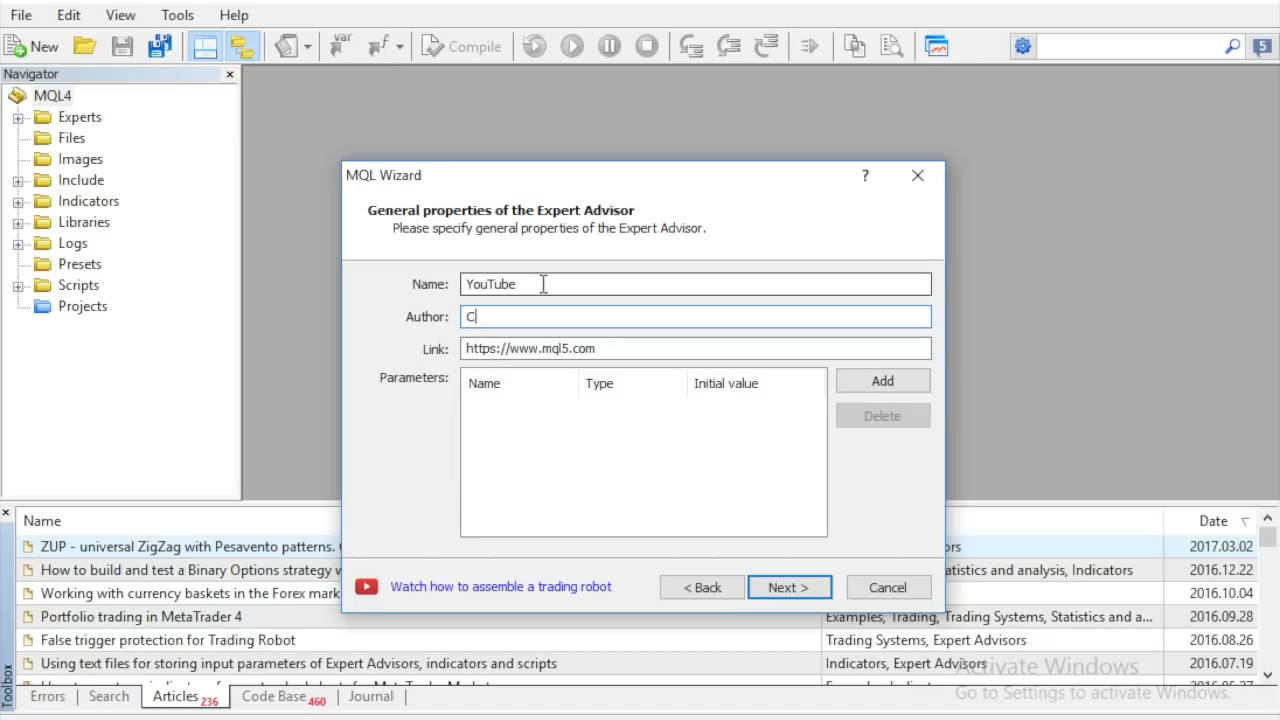 File Edit View Tools Help
New var f Compile 5
Navigator
MQL4
Experts
Files
Images
Include
Indicators
Libraries
Logs
Presets
Scripts
Projects
MQL Wizard ?
General properties of the Expert Advisor
Please specify general properties of the Expert Advisor.
Name: YouTube
Author: C
Link: https://www.mql5.com
Parameters: Name Type Initial value Add
Delete
Watch how to assemble a trading robot < Back Next > Cancel
Toolbox
Name Date
ZUP - universal ZigZag with Pesavento patterns. 2017.03.02
How to build and test a Binary Options strategy atistics and analysis, Indicators 2016.12.22
Working with currency baskets in the Forex mark 2016.10.04
Portfolio trading in MetaTrader 4 Examples, Trading, Trading Systems, Statistics and a... 2016.09.28
False trigger protection for Trading Robot Trading Systems, Expert Advisors 2016.08.26
Using text files for storing input parameters of Expert Advisors, indicators and scripts Indicators, Expert Advisors 2016.07.19
Activate Windows
Go to Settings to activate Windows.
Errors Search Articles 236 Code Base 460 Journal